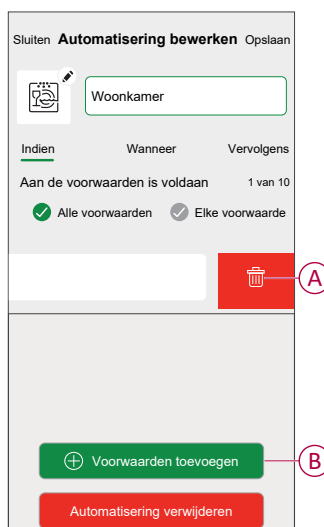 Sluiten Automatisering bewerken Opslaan
Woonkamer
Indien Wanneer Vervolgens
Aan de voorwaarden is voldaan 1 van 10
Alle voorwaarden Elke voorwaarde
A
Voorwaarden toevoegen
B
Automatisering verwijderen